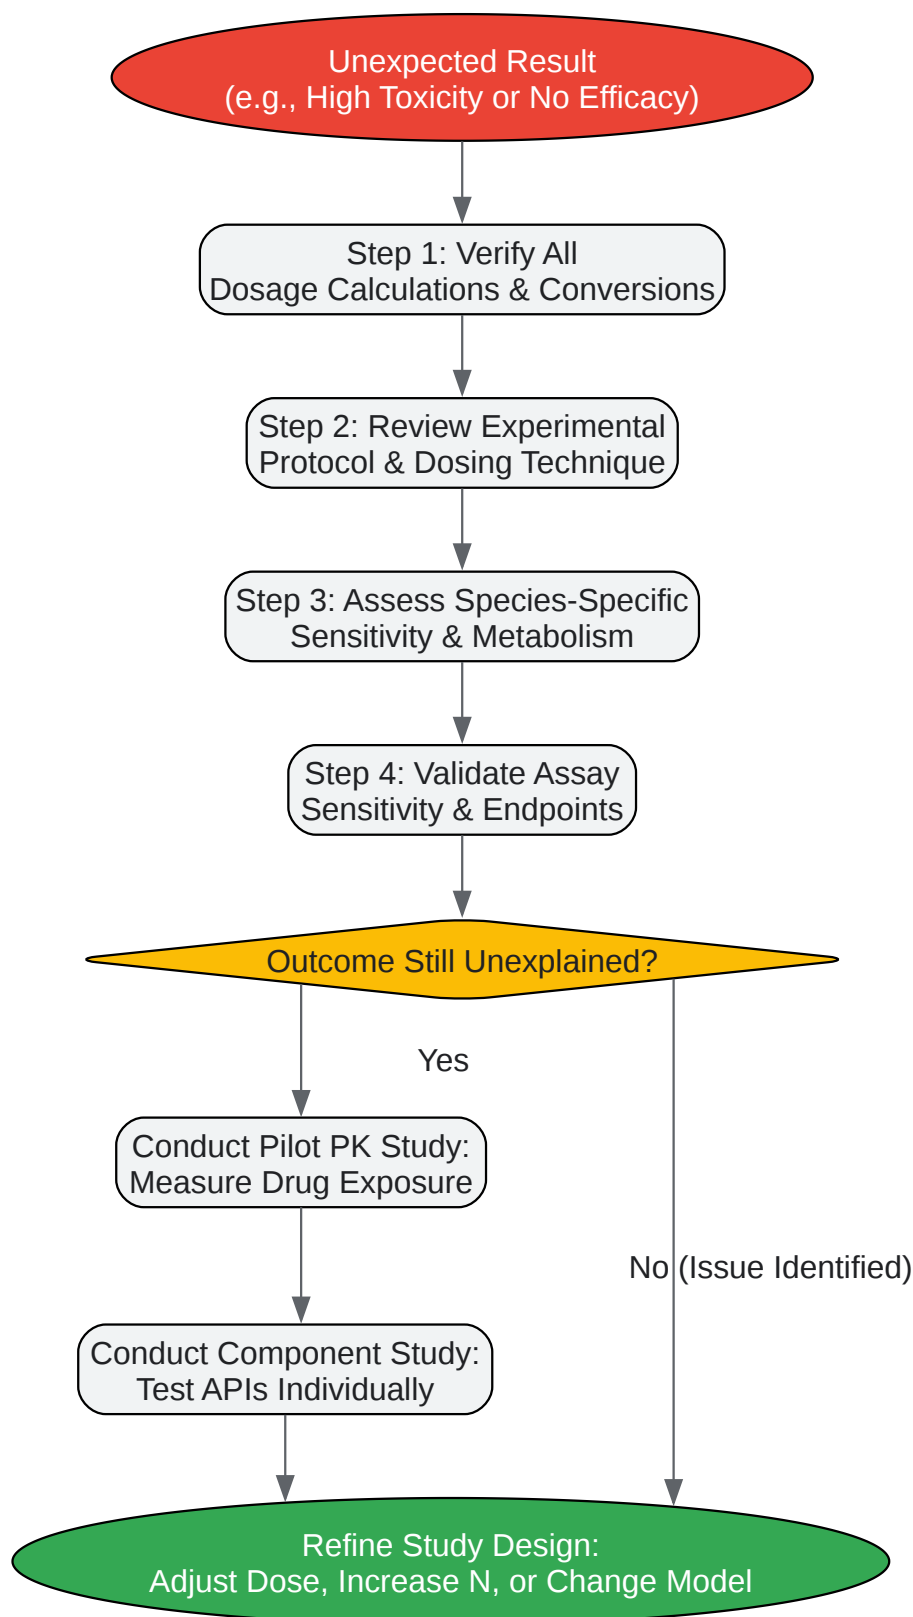 Unexpected Result
(e.g., High Toxicity or No Efficacy)
Step 1: Verify All
Dosage Calculations & Conversions
Step 2: Review Experimental
Protocol & Dosing Technique
Step 3: Assess Species-Specific
Sensitivity & Metabolism
Step 4: Validate Assay
Sensitivity & Endpoints
Outcome Still Unexplained?
Yes
Conduct Pilot PK Study:
Measure Drug Exposure
No (Issue Identified)
Conduct Component Study:
Test APIs Individually
Refine Study Design:
Adjust Dose, Increase N, or Change Model